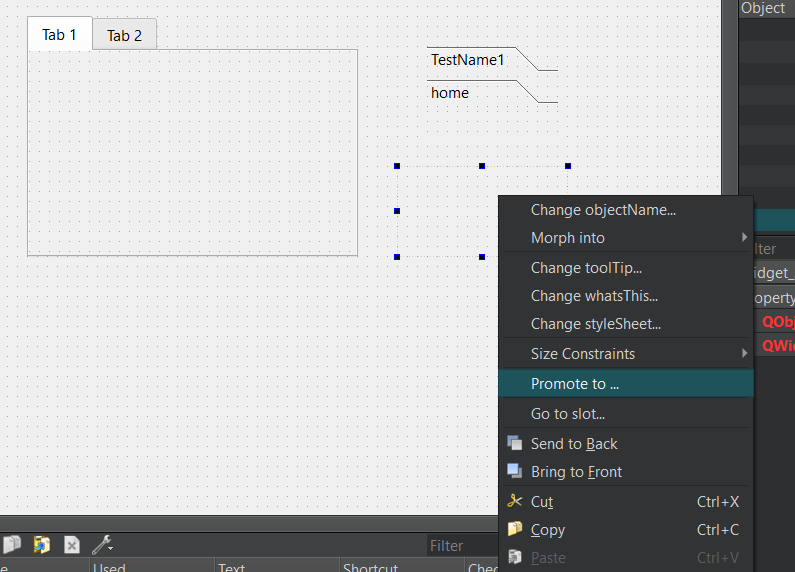 Object
Tab 1
Tab 2
TestName1
home
Change objectName...
Morph into
Change toolTip...
Change whatsThis...
Change styleSheet...
Size Constraints
Promote to ...
Go to slot...
Send to Back
Bring to Front
Cut Ctrl+X
Copy Ctrl+C
Paste Ctrl+V
lter
idget_
operty
QObj
QWi
Filter
e
Used
Text
Shortcut
Chec